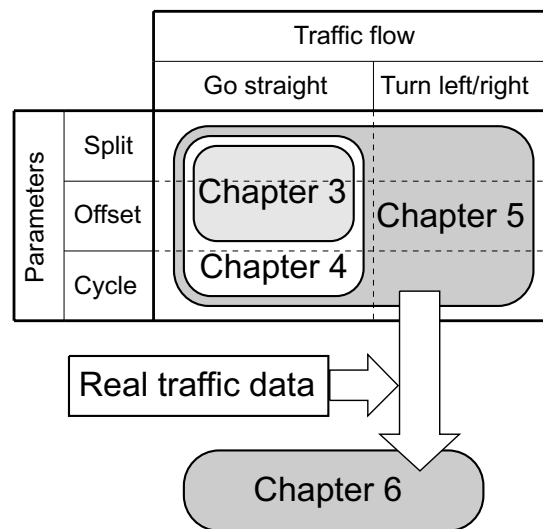 Traffic flow
Go straight
Turn left/right
Parameters
Split
Offset
Cycle
Chapter 3
Chapter 4
Chapter 5
Real traffic data
Chapter 6